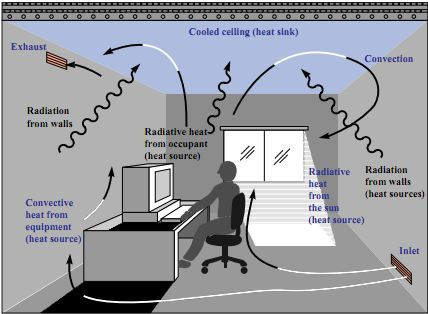 Cooled ceiling (heat sink)
Exhaust
Convection
Radiation
from walls
Radiative heat
from occupant
(heat source)
Radiative
heat
from
the sun
(heat source)
Radiation
from walls
(heat sources)
Convective
heat from
equipment
(heat source)
Inlet